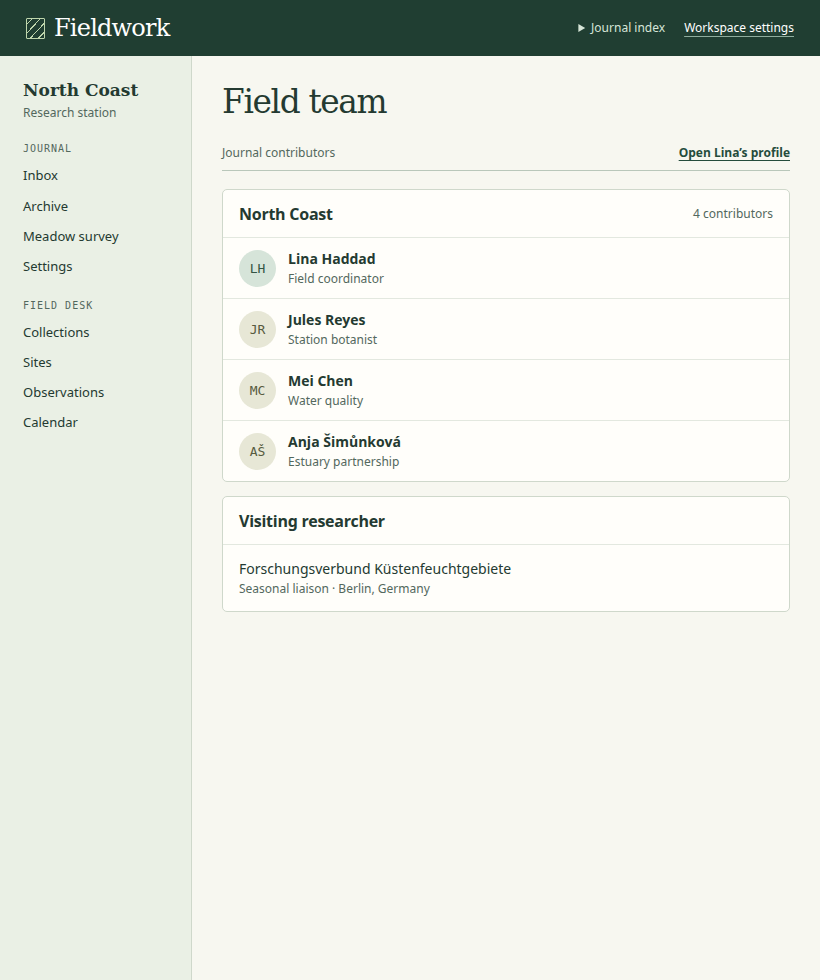 Fieldwork
Journal index
Workspace settings
North Coast
Research station
JOURNAL
Inbox
Archive
Meadow survey
Settings
FIELD DESK
Collections
Sites
Observations
Calendar
Field team
Journal contributors
Open Lina’s profile
North Coast
4 contributors
LH
Lina Haddad
Field coordinator
JR
Jules Reyes
Station botanist
MC
Mei Chen
Water quality
AŠ
Anja Šimůnková
Estuary partnership
Visiting researcher
Forschungsverbund Küstenfeuchtgebiete
Seasonal liaison · Berlin, Germany